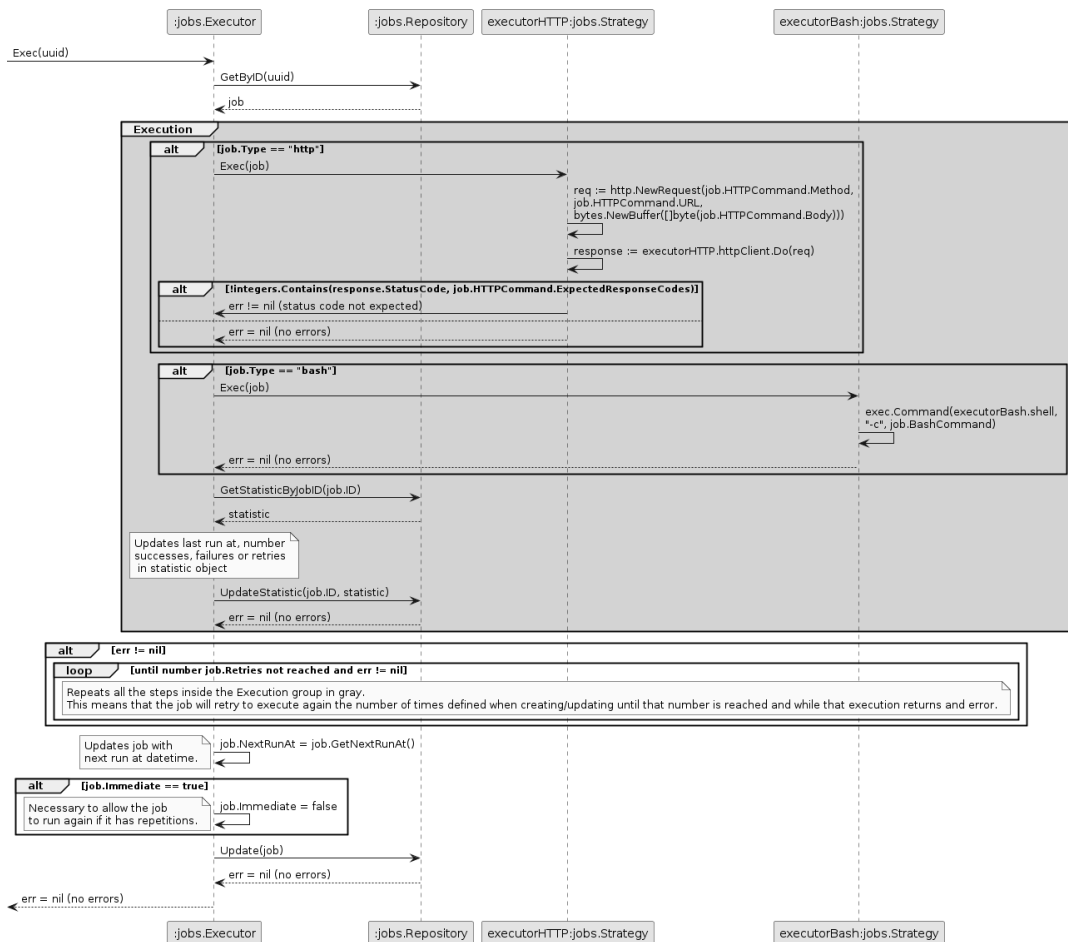 :jobs.Executor
:jobs.Repository
executorHTTP:jobs.Strategy
executorBash:jobs.Strategy
Exec(uuid)
GetByID(uuid)
job
Execution
alt
[job.Type == "http"]
Exec(job)
req := http.NewRequest(job.HTTPCommand.Method,
job.HTTPCommand.URL,
bytes.NewBuffer([]byte(job.HTTPCommand.Body)))
response := executorHTTP.httpClient.Do(req)
alt
[!integers.Contains(response.StatusCode, job.HTTPCommand.ExpectedResponseCodes)]
err != nil (status code not expected)
err = nil (no errors)
alt
[job.Type == "bash"]
Exec(job)
exec.Command(executorBash.shell,
"-c", job.BashCommand)
err = nil (no errors)
GetStatisticByJobID(job.ID)
statistic
Updates last run at, number
successes, failures or retries
in statistic object
UpdateStatistic(job.ID, statistic)
err = nil (no errors)
alt
[err != nil]
loop
[until number job.Retries not reached and err != nil]
Repeats all the steps inside the Execution group in gray.
This means that the job will retry to execute again the number of times defined when creating/updating until that number is reached and while that execution returns and error.
Updates job with
next run at datetime.
job.NextRunAt = job.GetNextRunAt()
alt
[job.Immediate == true]
Necessary to allow the job
to run again if it has repetitions.
job.Immediate = false
Update(job)
err = nil (no errors)
err = nil (no errors)
:jobs.Executor
:jobs.Repository
executorHTTP:jobs.Strategy
executorBash:jobs.Strategy